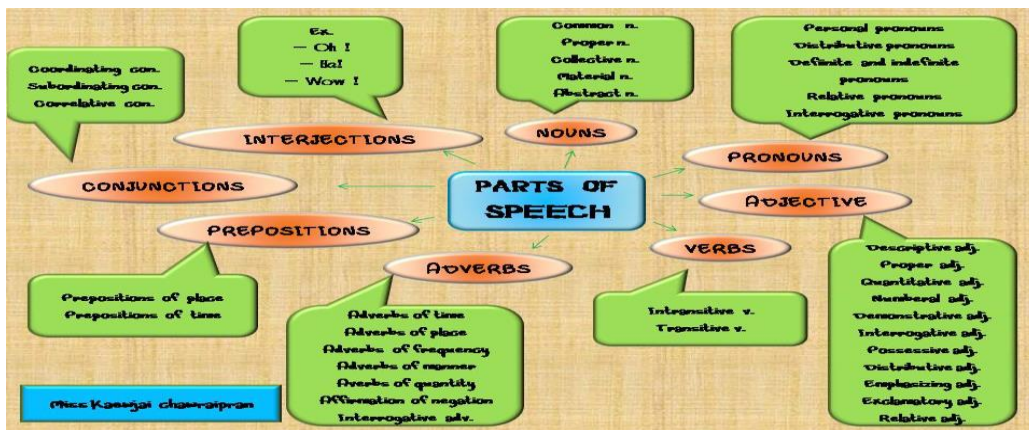 Ex.
– Oh !
– Ha!
– Wow !
INTERJECTIONS
Common n.
Proper n.
Collective n.
Material n.
Abstract n.
NOUNS
Personal pronouns
Distributive pronouns
Definite and indefinite
pronouns
Relative pronouns
Interrogative pronouns
PRONOUNS
Coordinating con.
Subordinating con.
Correlative con.
CONJUNCTIONS
PARTS OF
SPEECH
ADJECTIVE
Descriptive adj.
Proper adj.
Quantitative adj.
Numberal adj.
Demonstrative adj.
Interrogative adj.
Possessive adj.
Distributive adj.
Emphasizing adj.
Exclamatory adj.
Relative adj.
PREPOSITIONS
Prepositions of place
Prepositions of time
ADVERBS
Adverbs of time
Adverbs of place
Adverbs of frequency
Adverbs of manner
Averbs of quantity
Affirmation of negation
Interrogative adv.
VERBS
Intransitive v.
Transitive v.
Miss Kaewjai chawraipran